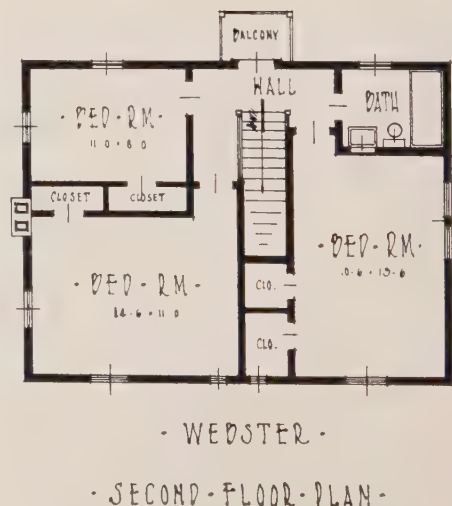 BALCONY
HALL
BATH
· BED-RM ·
11·0 × 8·0
CLOSET CLOSET
· BED-RM ·
· BED-RM ·
14·6 × 11·0
CLO.
CLO.
· WEBSTER ·
· SECOND · FLOOR · PLAN ·